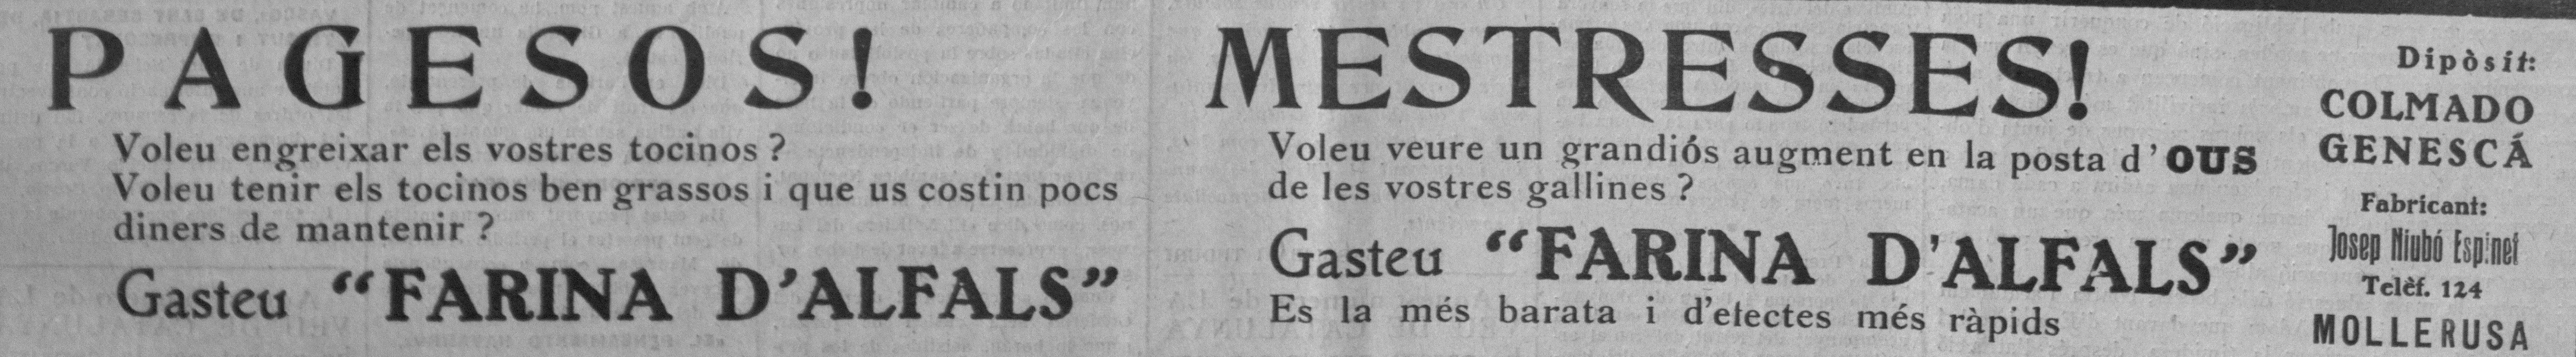 PAGESOS!
Voleu engreixar els vostres tocinos?
Voleu tenir els tocinos ben grassos i que us costin pocs
diners de mantenir?
Gasteu "FARINA D'ALFALS"
MESTRESSES!
Voleu veure un grandiós augment en la posta d'OUS
de les vostres gallines?
Gasteu "FARINA D'ALFALS"
Es la més barata i d'efectes més ràpids
Dipòsit:
COLMADO
GENESCÁ
Fabricant:
Josep Niubó Espinet
Telèf. 124
MOLLERUSA